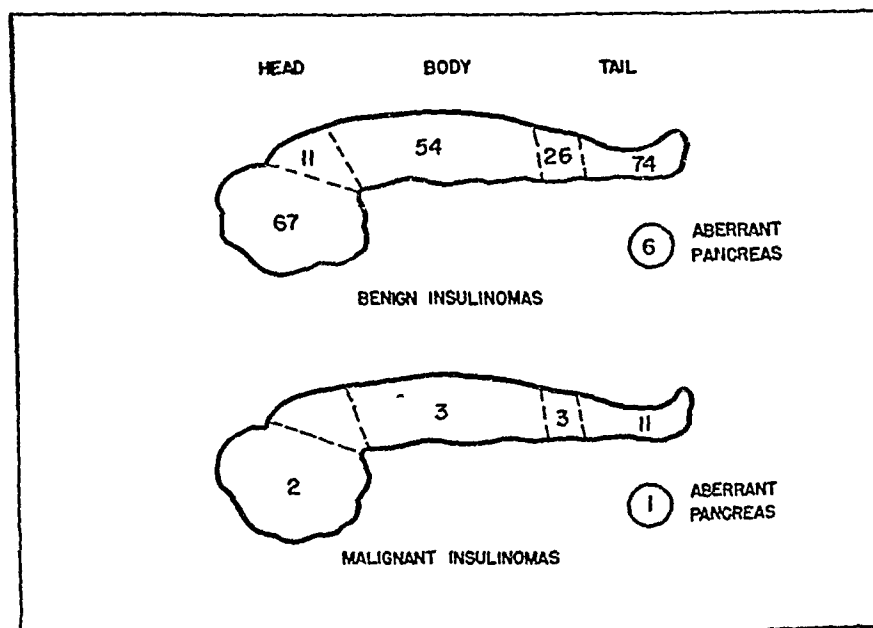 HEAD BODY TAIL
11 54 26 74
67
6 ABERRANT PANCREAS
BENIGN INSULINOMAS
3 3 11
2
1 ABERRANT PANCREAS
MALIGNANT INSULINOMAS